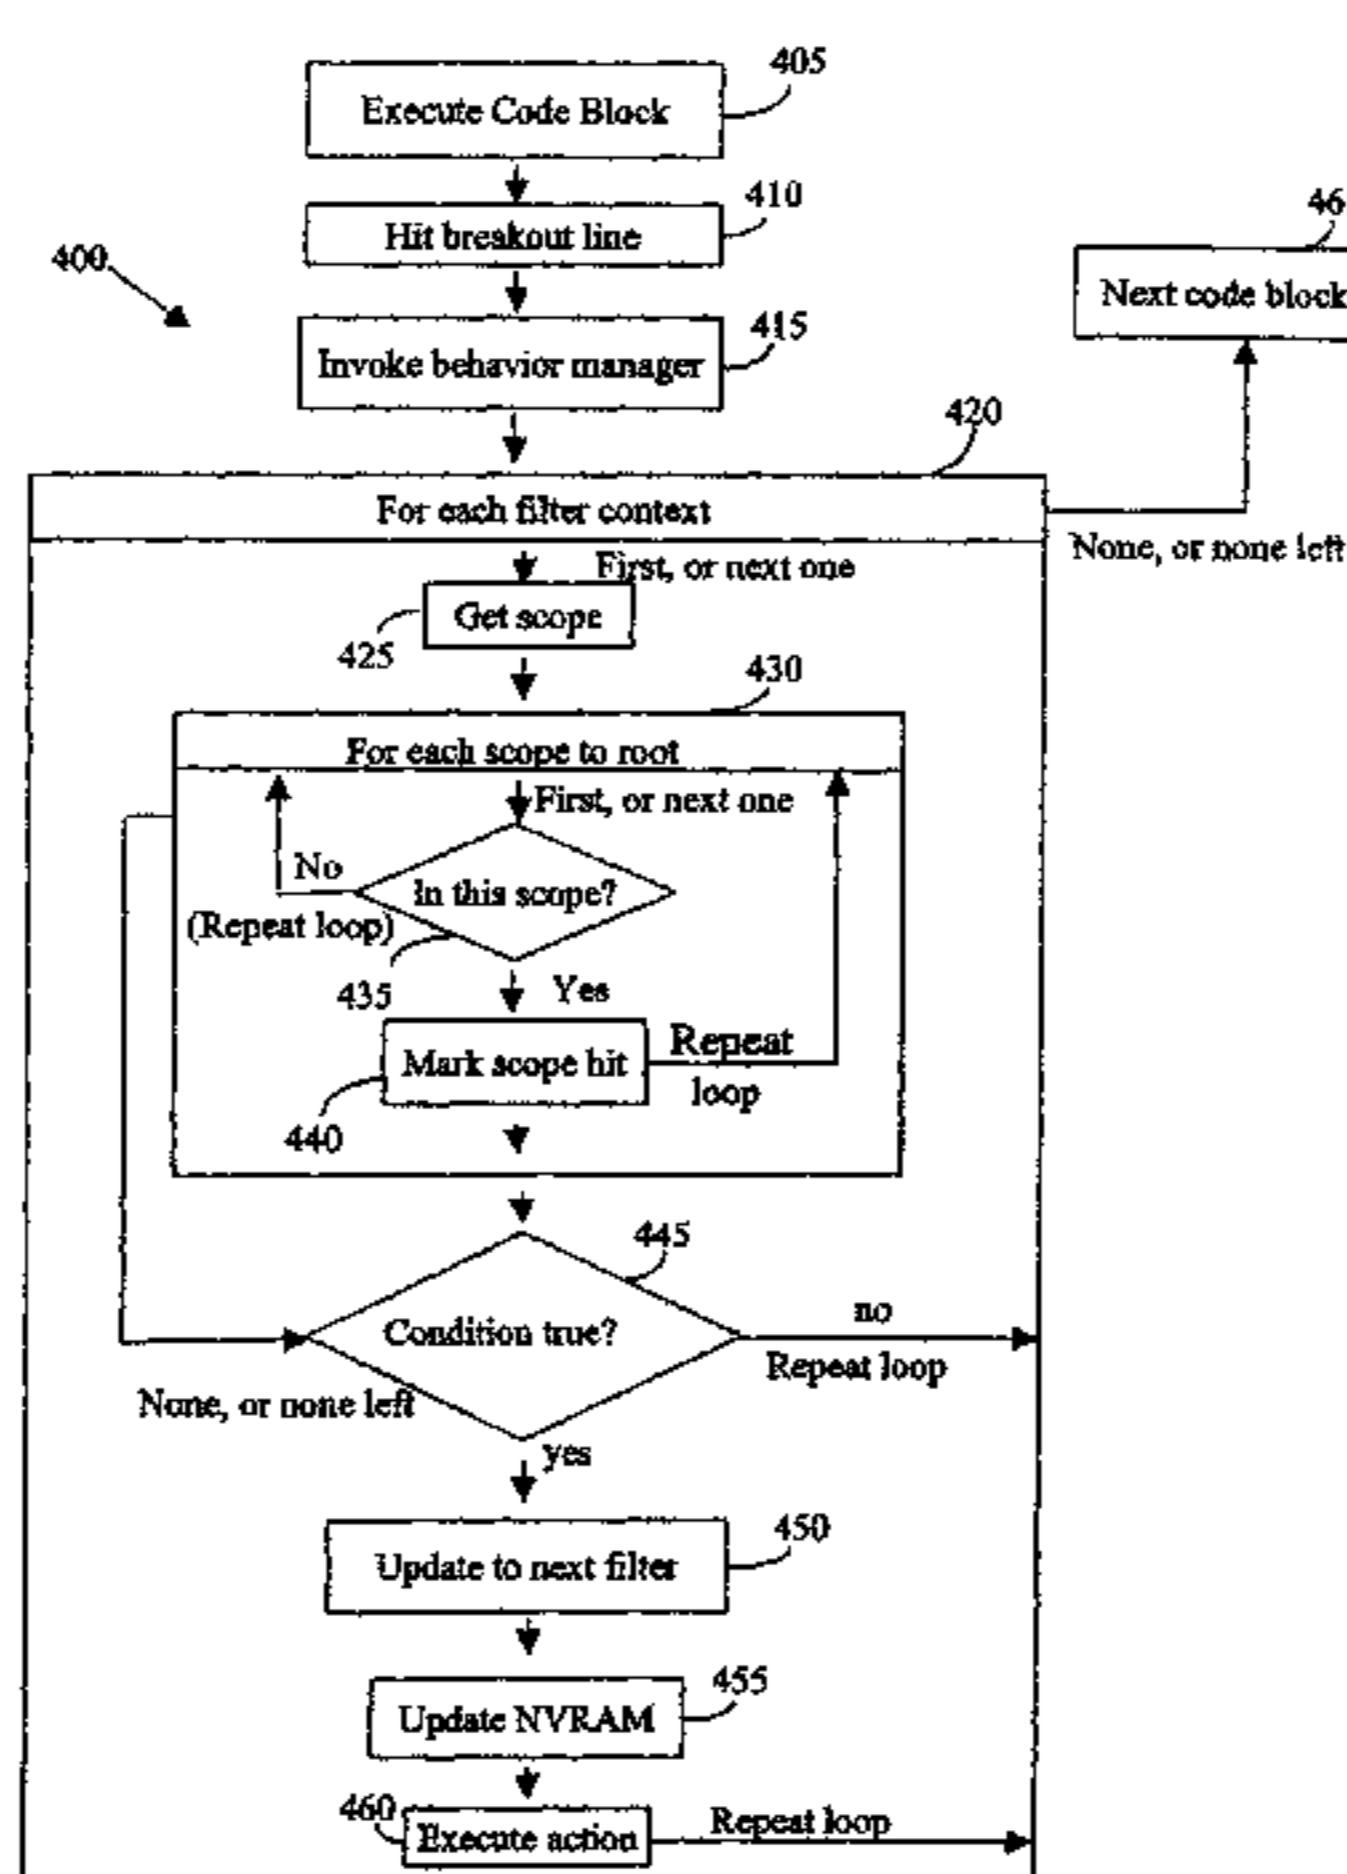 405
Execute Code Block
410
Hit breakout line
400
46
Next code block
415
Invoke behavior manager
420
For each filter context
None, or none left
First, or next one
Get scope
425
430
For each scope to root
First, or next one
No
In this scope?
(Repeat loop)
435
Yes
Mark scope hit
Repeat
loop
440
445
Condition true?
no
Repeat loop
None, or none left
yes
450
Update to next filter
455
Update NVRAM
460
Execute action
Repeat loop